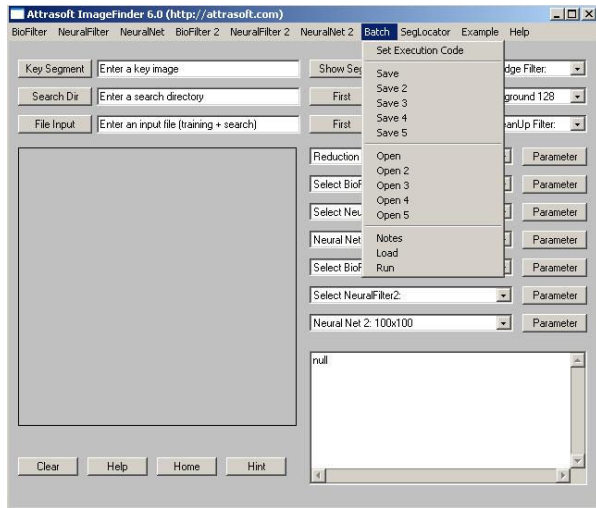 Attrasoft ImageFinder 6.0 (http://attrasoft.com)
BioFilter NeuralFilter NeuralNet BioFilter 2 NeuralFilter 2 NeuralNet 2 Batch SegLocator Example Help
Set Execution Code
Save
Save 2
Save 3
Save 4
Save 5
Open
Open 2
Open 3
Open 4
Open 5
Notes
Load
Run
Key Segment Enter a key image Show Seg dge Filter:
Search Dir Enter a search directory First ground 128
File Input Enter an input file (training + search) First anUp Filter:
Reduction Parameter
Select BioF Parameter
Select Neu Parameter
Neural Net Parameter
Select BioF Parameter
Select NeuralFilter2: Parameter
Neural Net 2: 100x100 Parameter
null
Clear Help Home Hint